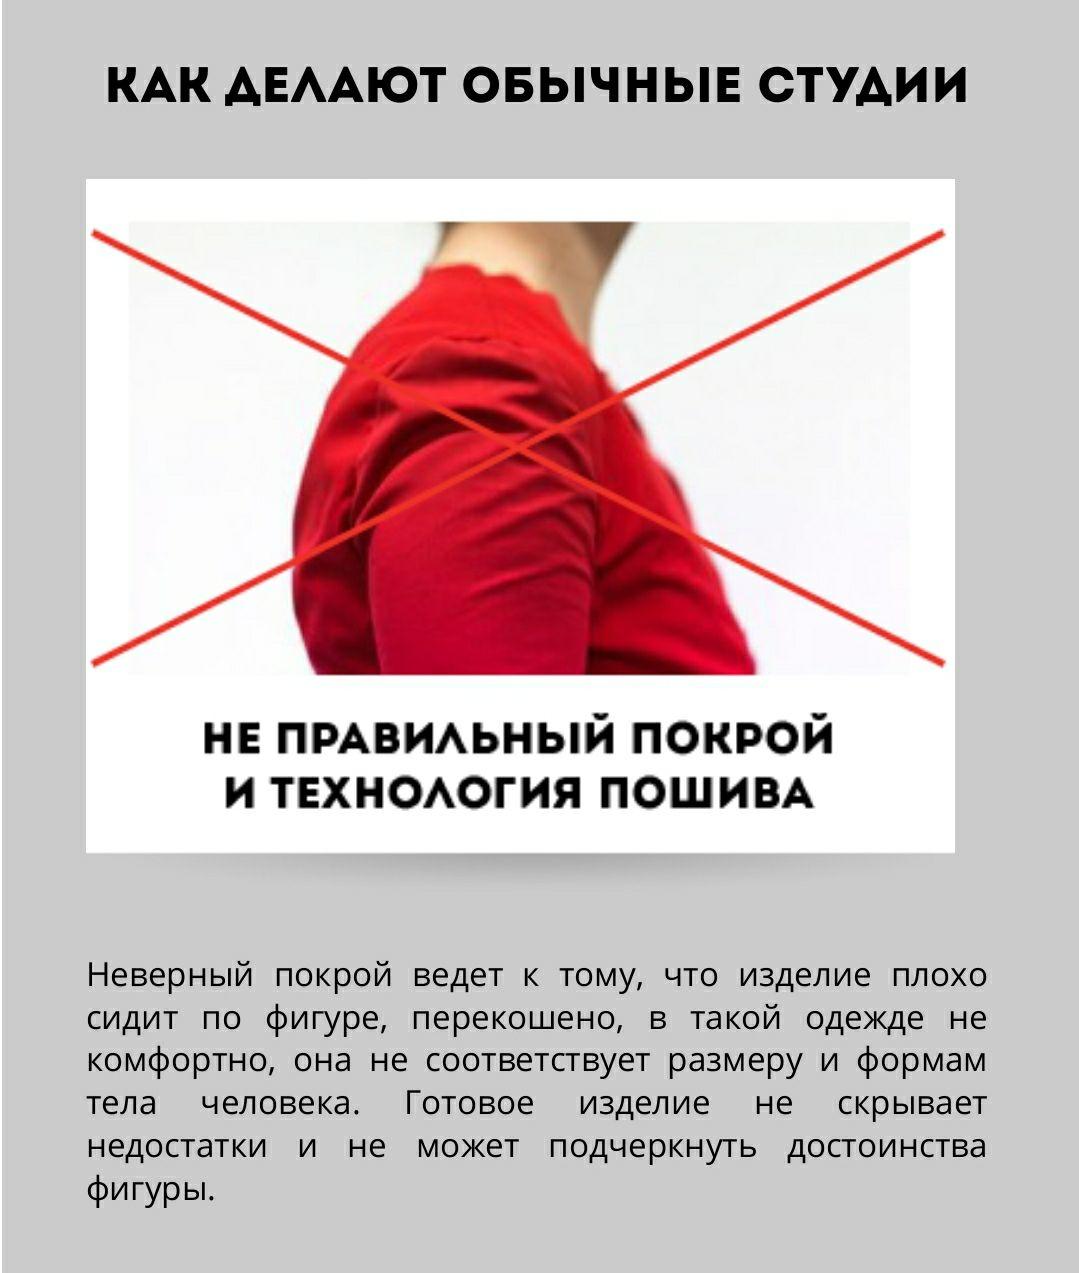 КАК ДЕЛАЮТ ОБЫЧНЫЕ СТУДИИ
НЕ ПРАВИЛЬНЫЙ ПОКРОЙ
И ТЕХНОЛОГИЯ ПОШИВА
Неверный покрой ведет к тому, что изделие плохо
сидит по фигуре, перекошено, в такой одежде не
комфортно, она не соответствует размеру и формам
тела человека. Готовое изделие не скрывает
недостатки и не может подчеркнуть достоинства
фигуры.